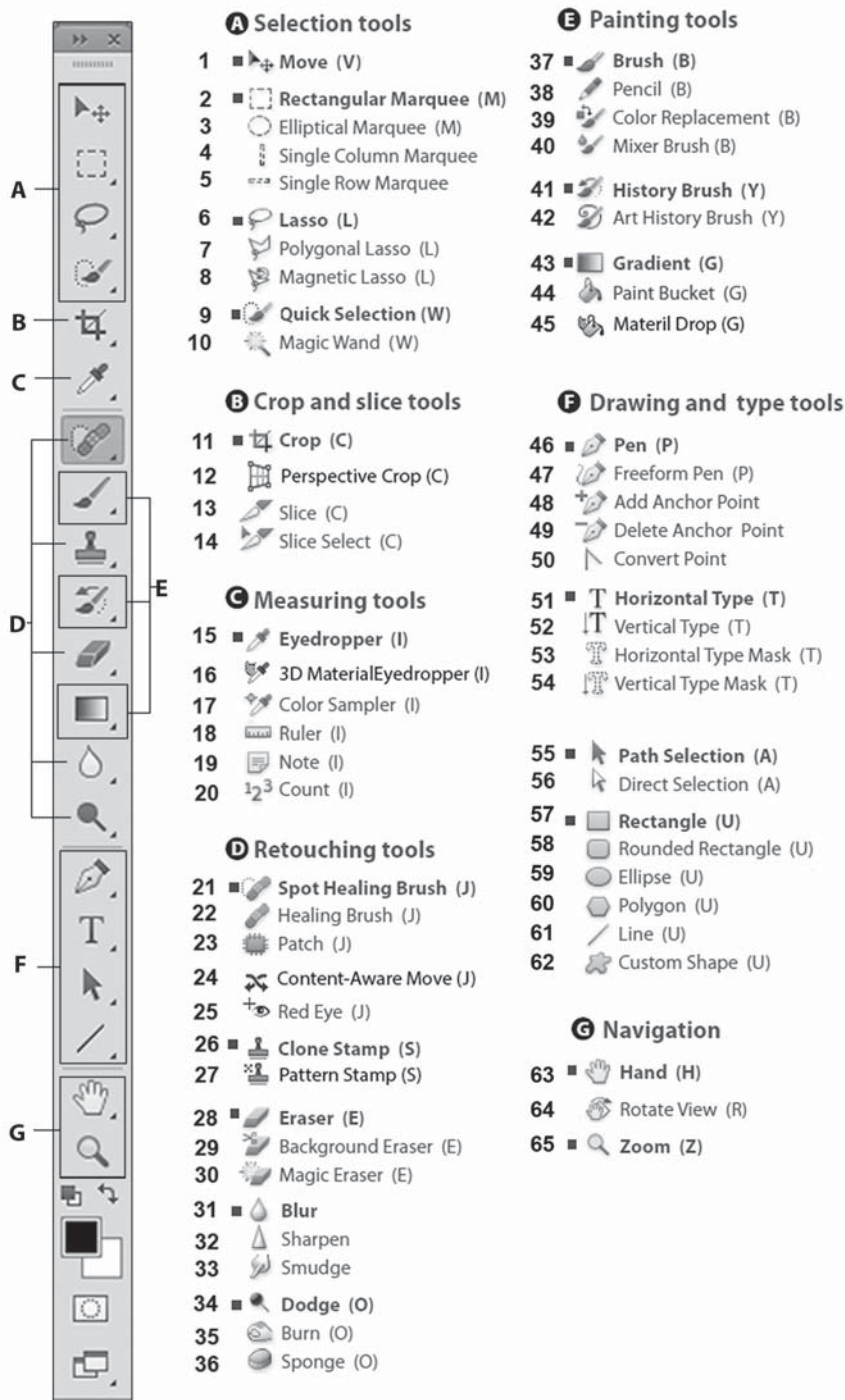 A
B
C
D
E
F
G
A Selection tools
1 Move (V)
2 Rectangular Marquee (M)
3 Elliptical Marquee (M)
4 Single Column Marquee
5 Single Row Marquee
6 Lasso (L)
7 Polygonal Lasso (L)
8 Magnetic Lasso (L)
9 Quick Selection (W)
10 Magic Wand (W)
B Crop and slice tools
11 Crop (C)
12 Perspective Crop (C)
13 Slice (C)
14 Slice Select (C)
C Measuring tools
15 Eyedropper (I)
16 3D MaterialEyedropper (I)
17 Color Sampler (I)
18 Ruler (I)
19 Note (I)
20 Count (I)
D Retouching tools
21 Spot Healing Brush (J)
22 Healing Brush (J)
23 Patch (J)
24 Content-Aware Move (J)
25 Red Eye (J)
26 Clone Stamp (S)
27 Pattern Stamp (S)
28 Eraser (E)
29 Background Eraser (E)
30 Magic Eraser (E)
31 Blur
32 Sharpen
33 Smudge
34 Dodge (O)
35 Burn (O)
36 Sponge (O)
E Painting tools
37 Brush (B)
38 Pencil (B)
39 Color Replacement (B)
40 Mixer Brush (B)
41 History Brush (Y)
42 Art History Brush (Y)
43 Gradient (G)
44 Paint Bucket (G)
45 Materil Drop (G)
F Drawing and type tools
46 Pen (P)
47 Freeform Pen (P)
48 Add Anchor Point
49 Delete Anchor Point
50 Convert Point
51 Horizontal Type (T)
52 Vertical Type (T)
53 Horizontal Type Mask (T)
54 Vertical Type Mask (T)
55 Path Selection (A)
56 Direct Selection (A)
57 Rectangle (U)
58 Rounded Rectangle (U)
59 Ellipse (U)
60 Polygon (U)
61 Line (U)
62 Custom Shape (U)
G Navigation
63 Hand (H)
64 Rotate View (R)
65 Zoom (Z)